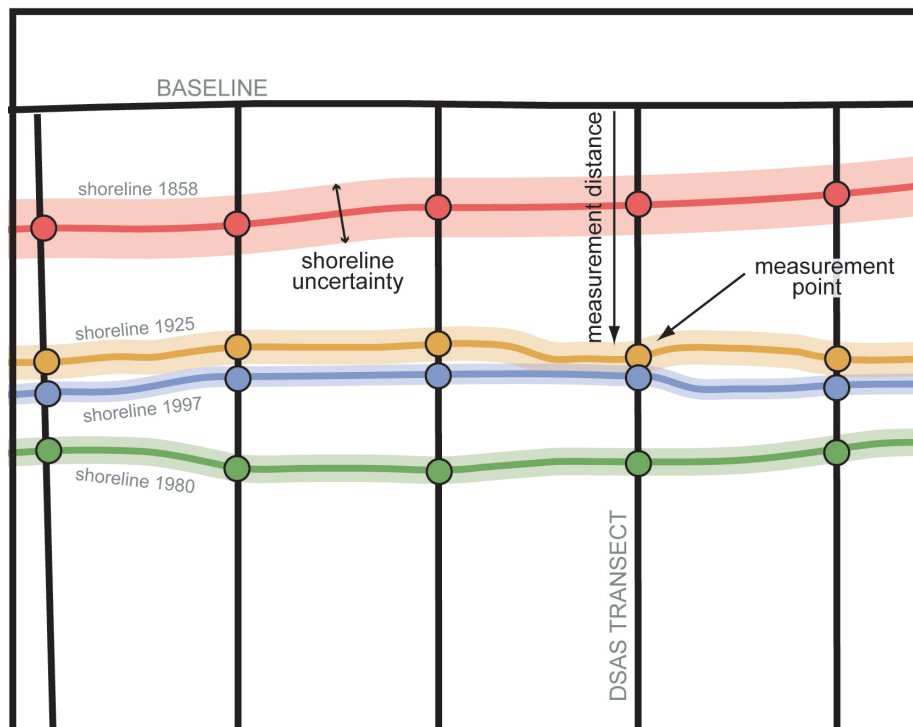 BASELINE
shoreline 1858
measurement distance
shoreline
uncertainty
measurement
point
shoreline 1925
shoreline 1997
shoreline 1980
DSAS TRANSECT